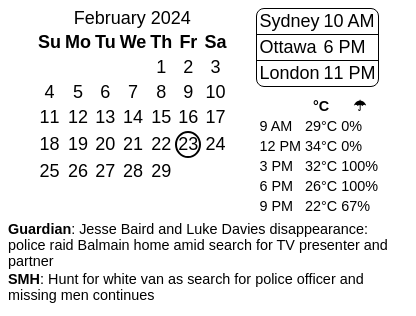 February 2024
Su Mo Tu We Th Fr Sa
1 2 3
4 5 6 7 8 9 10
11 12 13 14 15 16 17
18 19 20 21 22 23 24
25 26 27 28 29
Sydney 10 AM
Ottawa 6 PM
London 11 PM
°C ☂
9 AM 29°C 0%
12 PM 34°C 0%
3 PM 32°C 100%
6 PM 26°C 100%
9 PM 22°C 67%
Guardian: Jesse Baird and Luke Davies disappearance:
police raid Balmain home amid search for TV presenter and
partner
SMH: Hunt for white van as search for police officer and
missing men continues